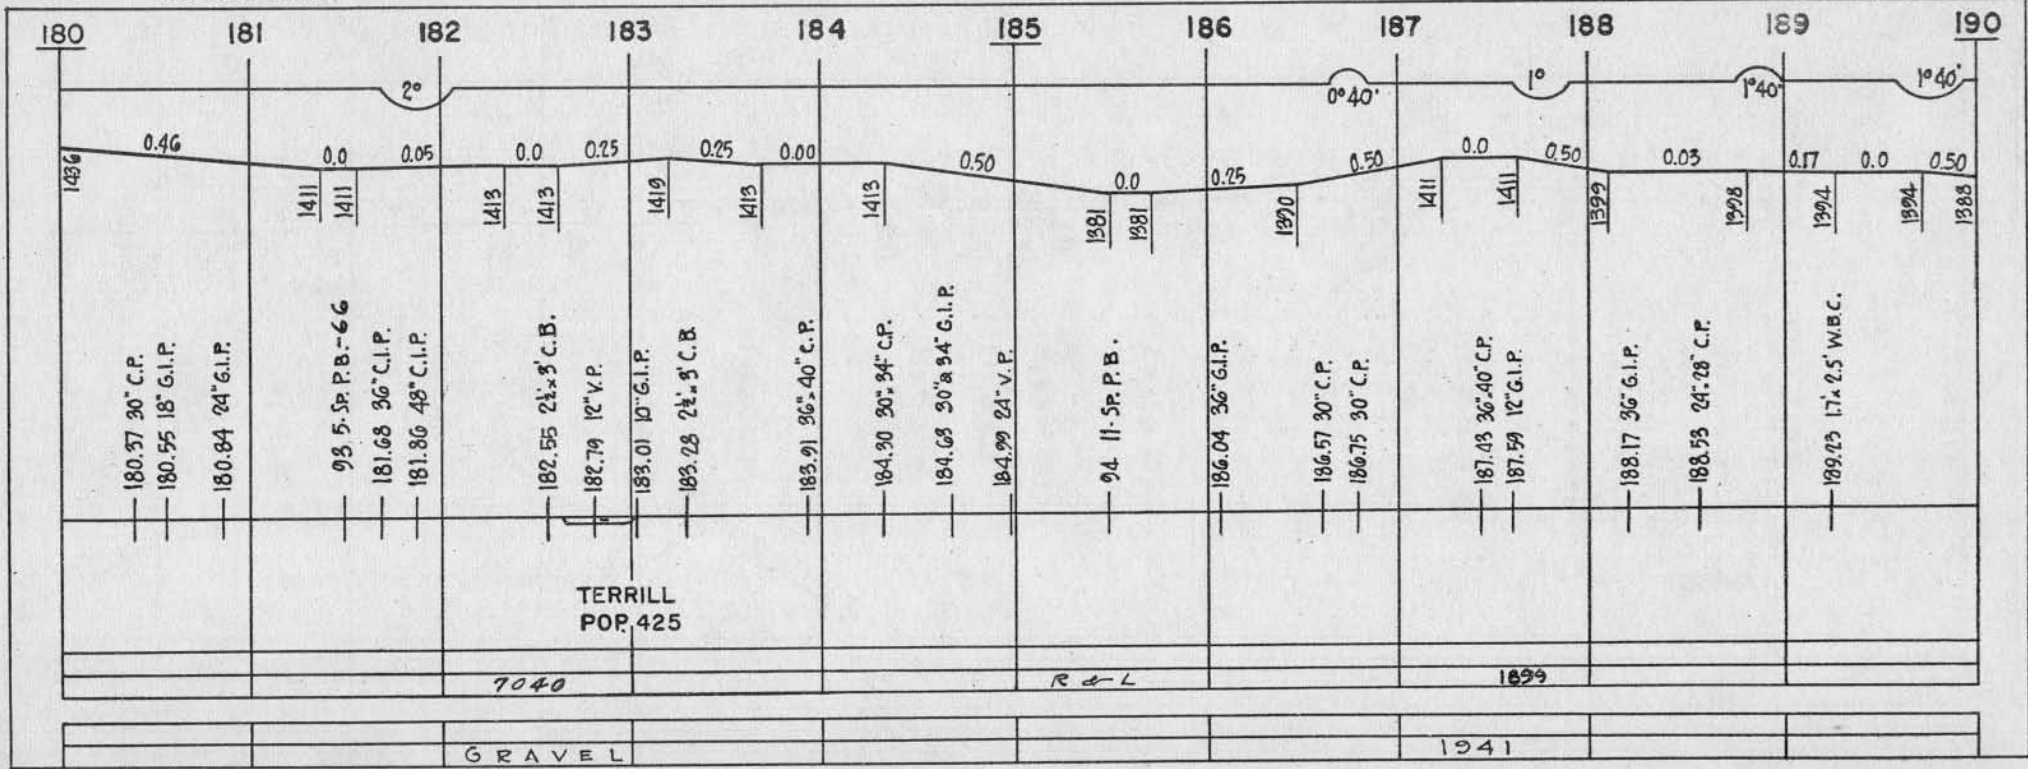 180 181 182 183 184 185 186 187 188 189 190
2° 0°40' 1° 1°40' 1°40'
0.46 0.0 0.05 0.0 0.25 0.25 0.00 0.50 0.0 0.25 0.50 0.0 0.50 0.03 0.17 0.0 0.50
1436 1411 1411 1413 1413 1419 1413 1413 1381 1381 1390 1411 1411 1399 1398 1394 1394 1388
180.37 30" C.P.
180.55 18" G.I.P.
180.84 24" G.I.P.
93, 5. Sp. P.B.-66
181.68 36" C.I.P.
181.86 48" C.I.P.
182.55 2½'x3' C.B.
182.79 12" V.P.
183.01 10" G.I.P.
183.28 2½'x3' C.B.
183.91 36"x40" C.P.
184.30 30"x34" C.P.
184.63 30"& 34" G.I.P.
184.99 24" V.P.
94 11-Sp. P.B.
186.04 36" G.I.P.
186.57 30" C.P.
186.75 30" C.P.
187.43 36"x40" C.P.
187.59 12" G.I.P.
188.17 36" G.I.P.
188.53 24"-28" C.P.
189.23 1.7'x 2.5' W.B.C.
TERRILL
POP. 425
7040 R & L 1899
GRAVEL 1941